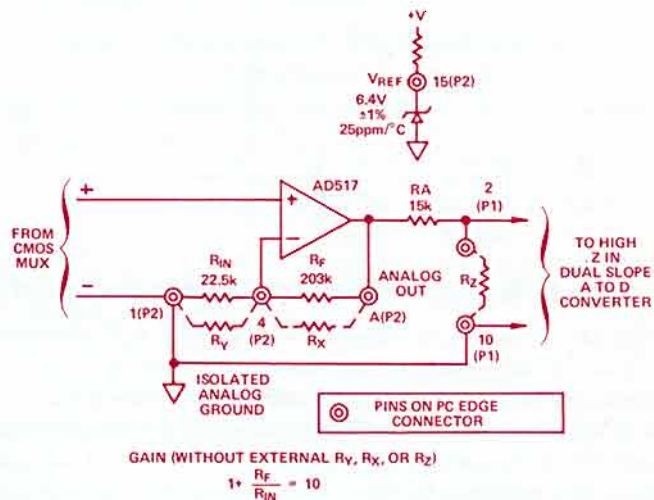 +V
VREF 15(P2)
6.4V
±1%
25ppm/°C
AD517
+
−
RA
15k
2
(P1)
+
−
FROM
CMOS
MUX
RIN
22.5k
RF
203k
ANALOG
OUT
RZ
TO HIGH
Z IN
DUAL SLOPE
A TO D
CONVERTER
1(P2)
RY
4
(P2)
RX
A(P2)
10
(P1)
ISOLATED
ANALOG
GROUND
PINS ON PC EDGE
CONNECTOR
GAIN (WITHOUT EXTERNAL RY, RX, OR RZ)
1+ RF/RIN = 10